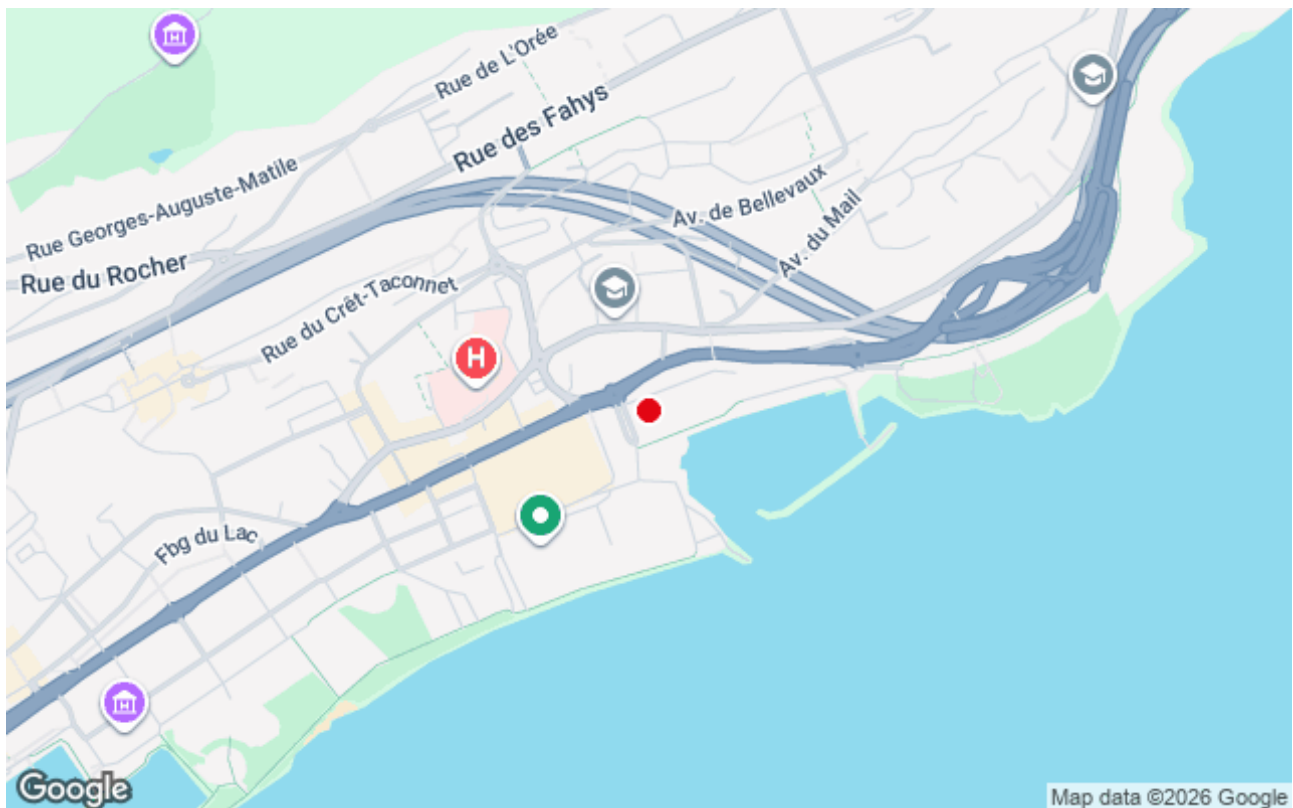 Rue de L'Orée
Rue des Fahys
Rue Georges-Auguste-Matile
Av. de Bellevaux
Rue du Rocher
Av. du Mail
Rue du Crêt-Taconnet
H
Fbg du Lac
Google
Map data ©2026 Google